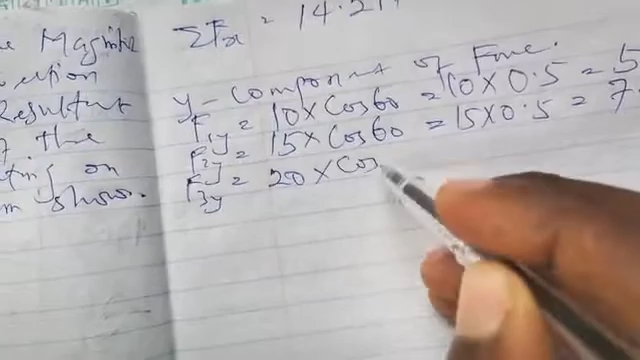 e Magnitu
ection
Resultant
f the
ting on
m shown.
ΣFx = 14.21
y-component of Force.
F1y = 10 x Cos60 = 10 x 0.5 = 5
F2y = 15 x Cos60 = 15 x 0.5 = 7.
F3y = 20 x Cos